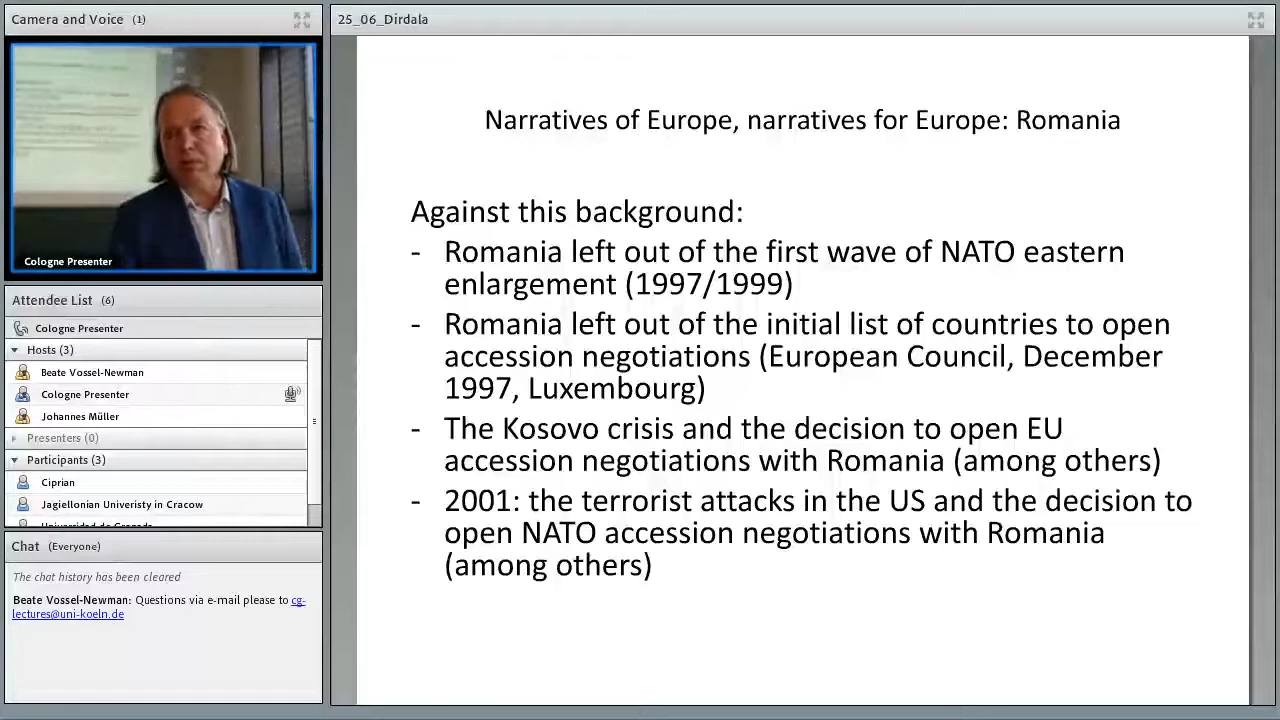 Camera and Voice (1)
Cologne Presenter
Attendee List (6)
Cologne Presenter
Hosts (3)
Beate Vossel-Newman
Cologne Presenter
Johannes Müller
Presenters (0)
Participants (3)
Ciprian
Jagiellonian Univeristy in Cracow
Universidad de Granada
Chat (Everyone)
The chat history has been cleared
Beate Vossel-Newman: Questions via e-mail please to cg-
lectures@uni-koeln.de
25_06_Dirdala
Narratives of Europe, narratives for Europe: Romania
Against this background:
- Romania left out of the first wave of NATO eastern
enlargement (1997/1999)
- Romania left out of the initial list of countries to open
accession negotiations (European Council, December
1997, Luxembourg)
- The Kosovo crisis and the decision to open EU
accession negotiations with Romania (among others)
- 2001: the terrorist attacks in the US and the decision to
open NATO accession negotiations with Romania
(among others)